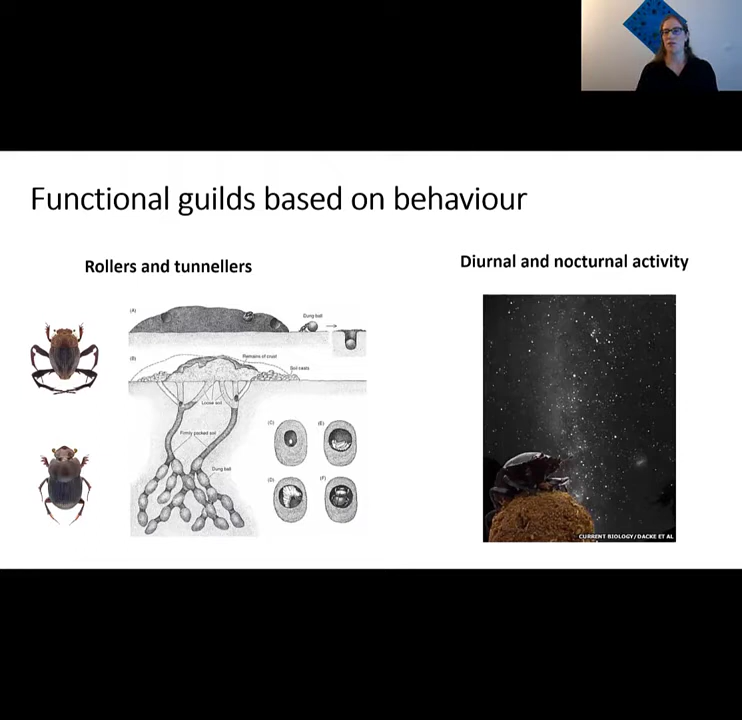 Functional guilds based on behaviour
Rollers and tunnellers
Diurnal and nocturnal activity
(A)
Dung ball
(B)
Remains of crust
Soil casts
Loose soil
(C)
(E)
Firmly packed soil
Dung ball
(D)
(F)
CURRENT BIOLOGY/DACKE ET AL